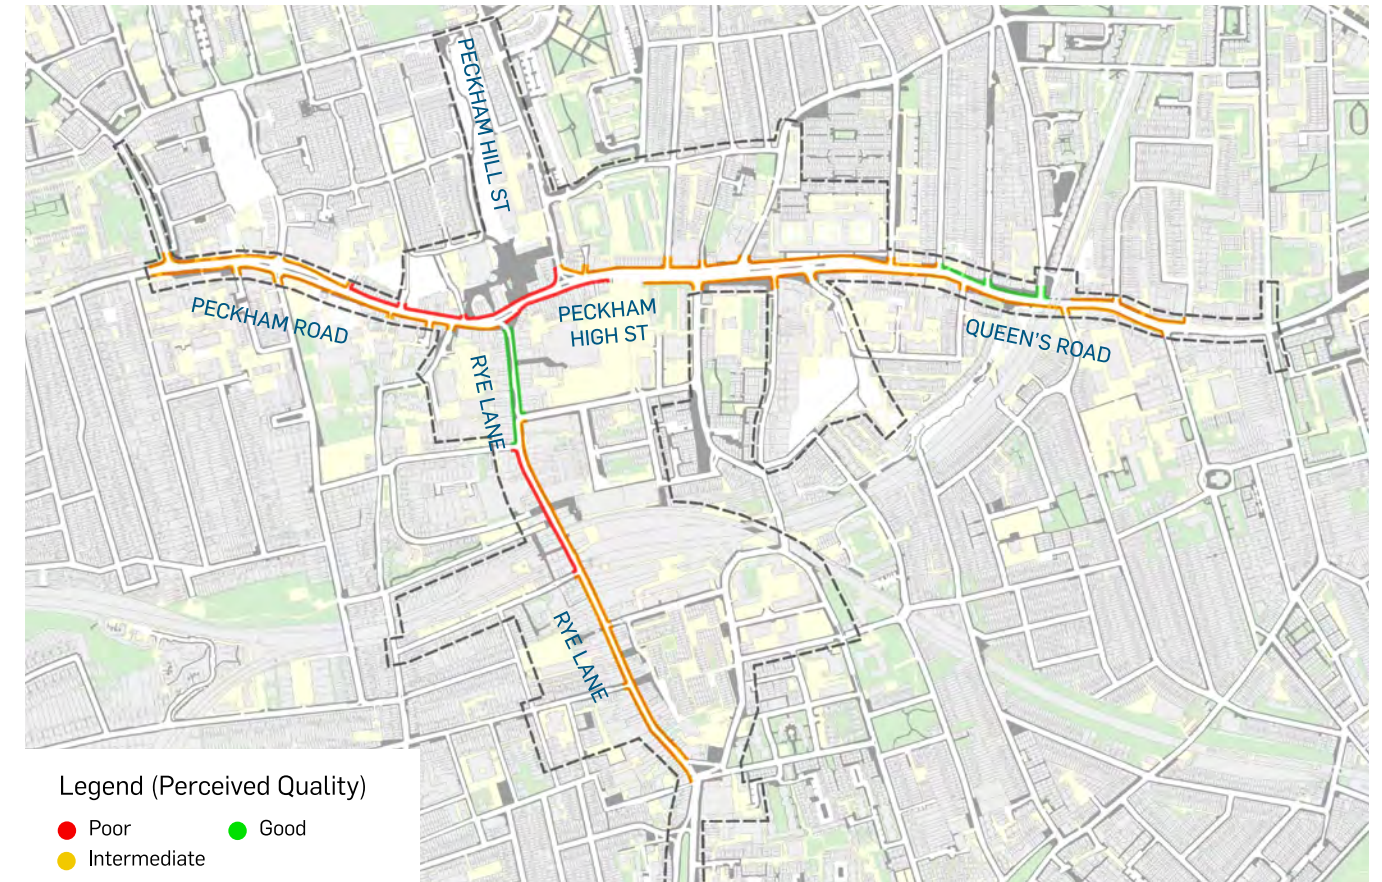 PECKHAM HILL ST
PECKHAM ROAD
PECKHAM
HIGH ST
QUEEN'S ROAD
RYE LANE
RYE LANE
Legend (Perceived Quality)
Poor
Good
Intermediate